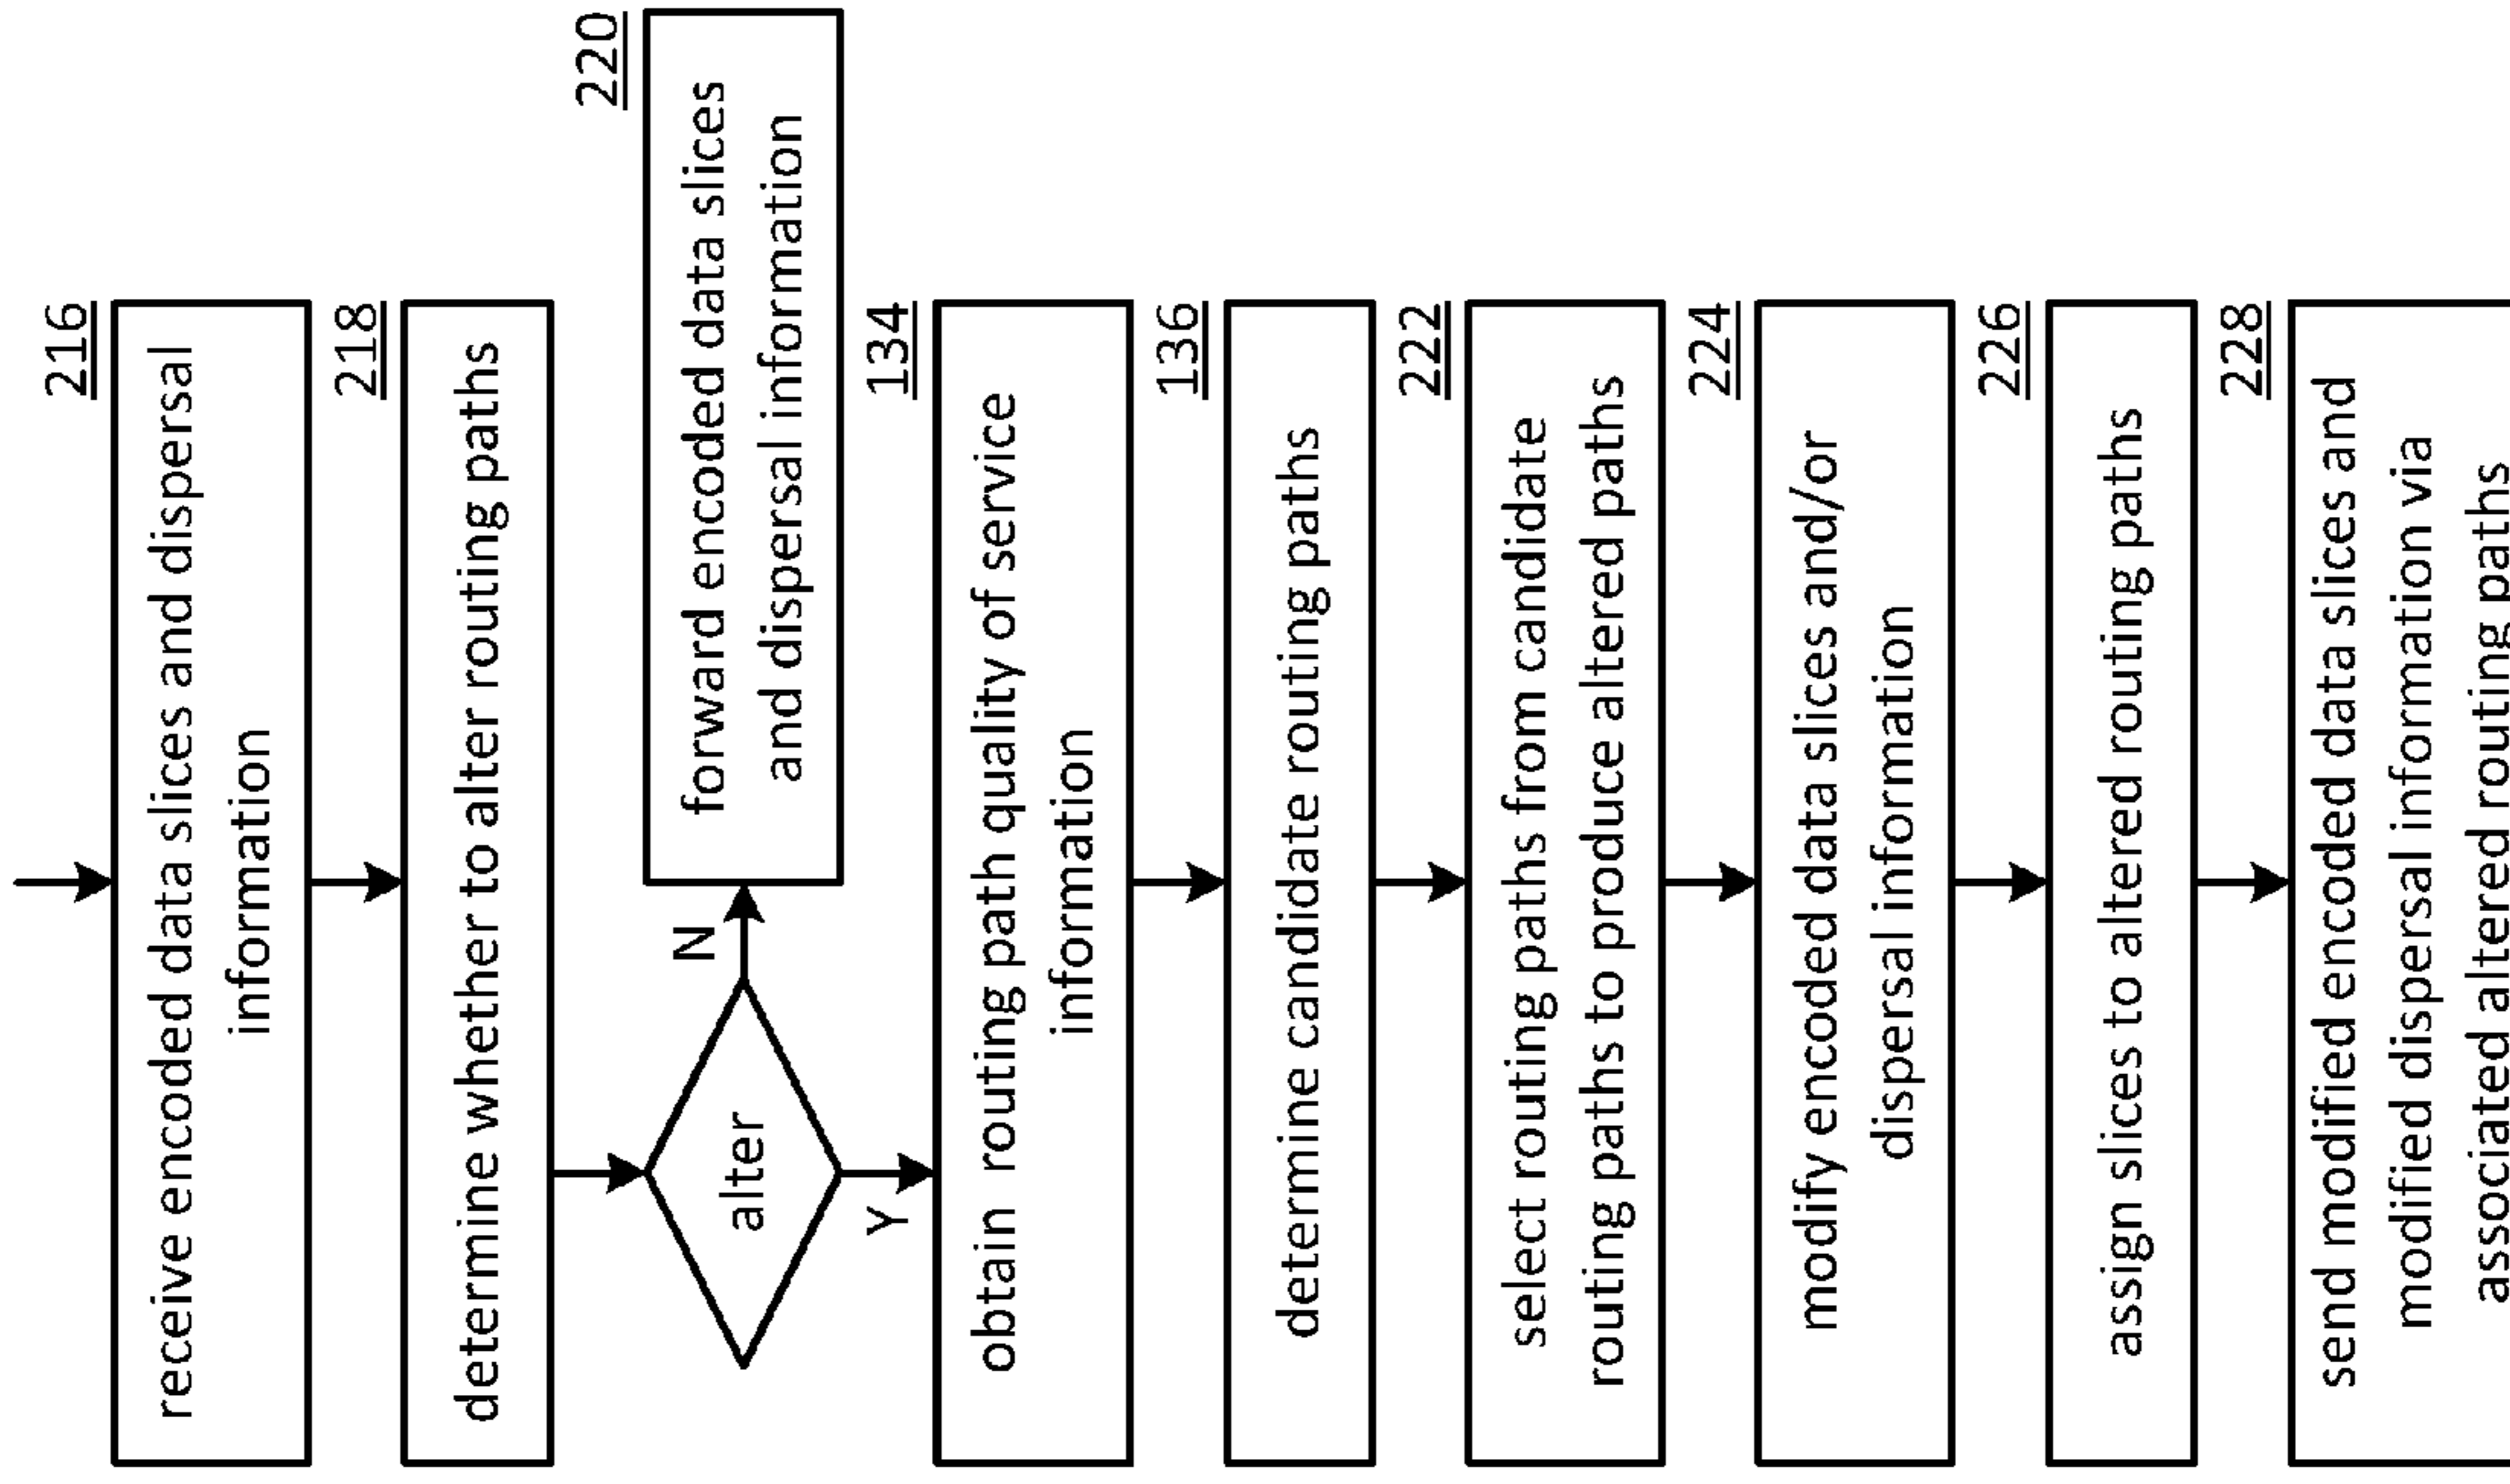 216
receive encoded data slices and dispersal
information
218
determine whether to alter routing paths
alter
N
220
forward encoded data slices
and dispersal information
Y
134
obtain routing path quality of service
information
136
determine candidate routing paths
222
select routing paths from candidate
routing paths to produce altered paths
224
modify encoded data slices and/or
dispersal information
226
assign slices to altered routing paths
228
send modified encoded data slices and
modified dispersal information via
associated altered routing paths